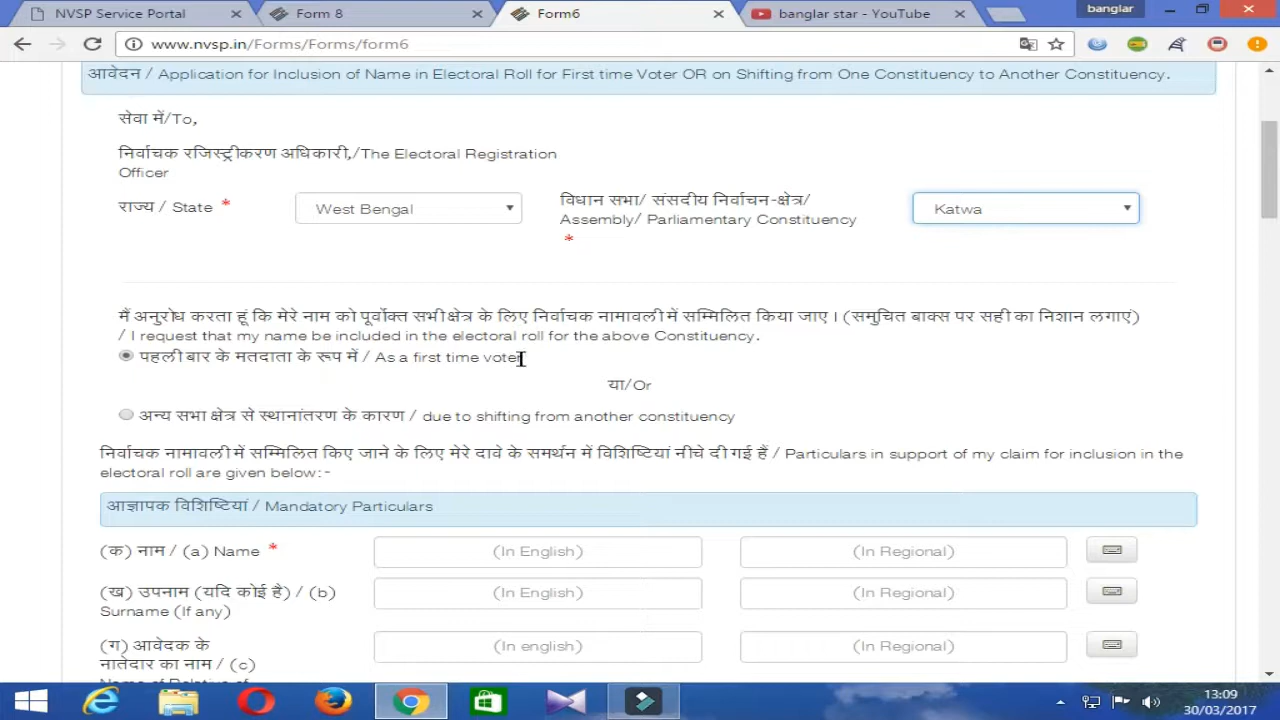 NVSP Service Portal
Form 8
Form6
banglar star - YouTube
banglar
www.nvsp.in/Forms/Forms/form6
आवेदन / Application for Inclusion of Name in Electoral Roll for First time Voter OR on Shifting from One Constituency to Another Constituency.
सेवा में/To,
निर्वाचक रजिस्ट्रीकरण अधिकारी,/The Electoral Registration
Officer
राज्य / State * West Bengal
विधान सभा/ संसदीय निर्वाचन-क्षेत्र/
Assembly/ Parliamentary Constituency
*
Katwa
मैं अनुरोध करता हूं कि मेरे नाम को पूर्वोक्त सभी क्षेत्र के लिए निर्वाचक नामावली में सम्मिलित किया जाए। (समुचित बाक्स पर सही का निशान लगाएं)
/ I request that my name be included in the electoral roll for the above Constituency.
पहली बार के मतदाता के रूप में / As a first time voter
या/Or
अन्य सभा क्षेत्र से स्थानांतरण के कारण / due to shifting from another constituency
निर्वाचक नामावली में सम्मिलित किए जाने के लिए मेरे दावे के समर्थन में विशिष्टियां नीचे दी गई हैं / Particulars in support of my claim for inclusion in the
electoral roll are given below:-
आज्ञापक विशिष्टियां / Mandatory Particulars
(क) नाम / (a) Name * (In English) (In Regional)
(ख) उपनाम (यदि कोई है) / (b)
Surname (If any)
(In English) (In Regional)
(ग) आवेदक के
नातेदार का नाम / (c)
Name of Relative of
(In english) (In Regional)
13:09
30/03/2017